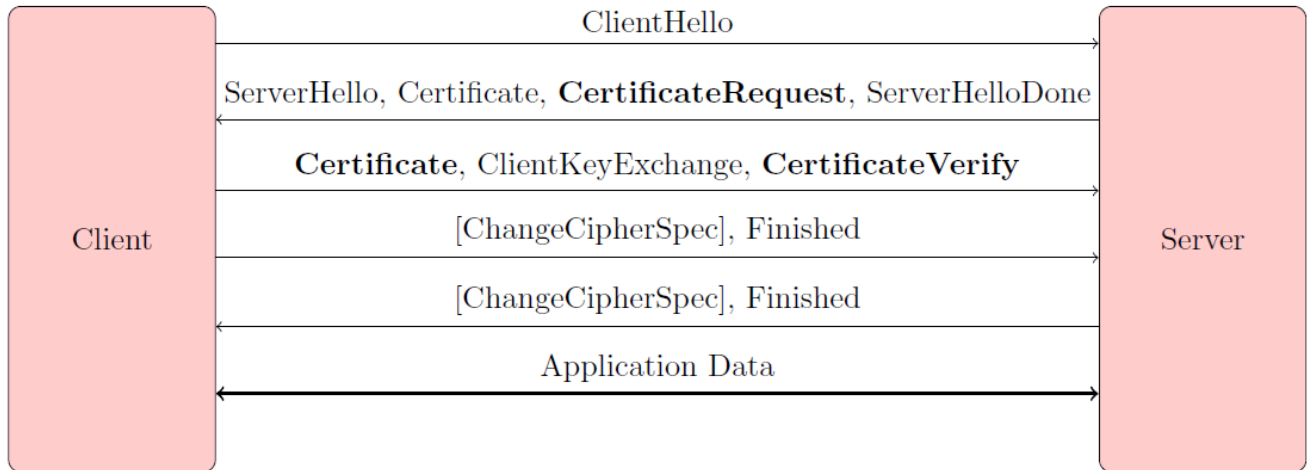 ClientHello
ServerHello, Certificate, CertificateRequest, ServerHelloDone
Certificate, ClientKeyExchange, CertificateVerify
[ChangeCipherSpec], Finished
Client
Server
[ChangeCipherSpec], Finished
Application Data